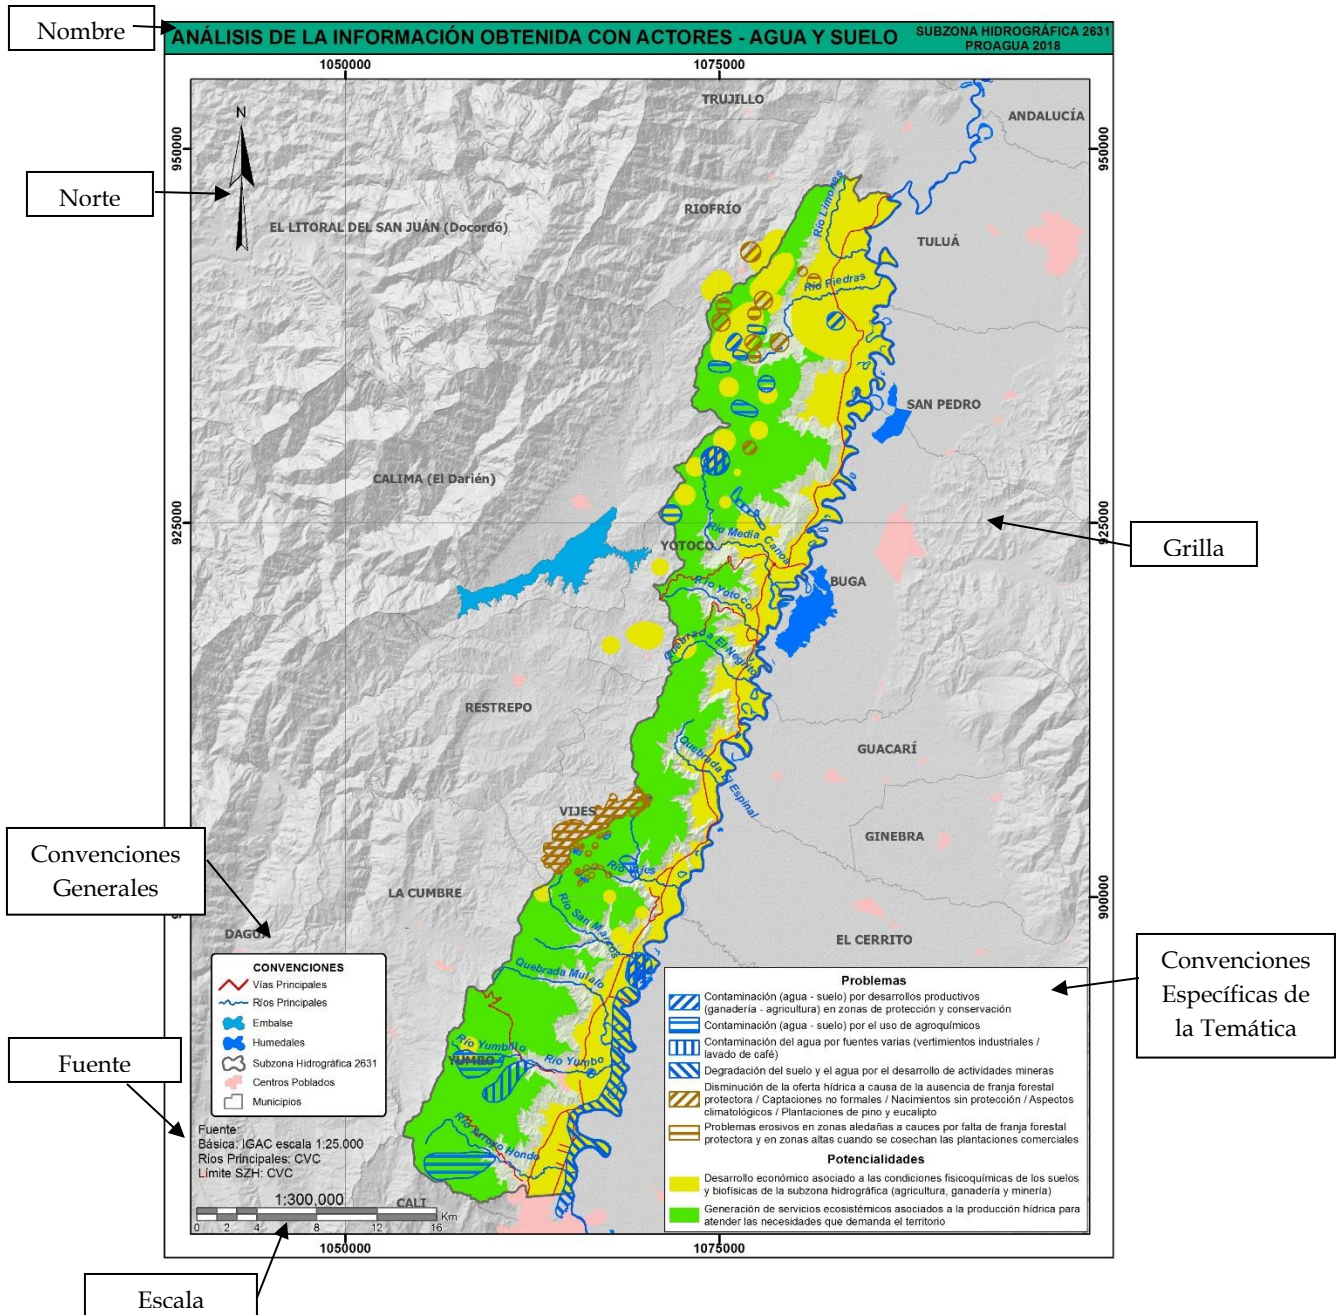 Nombre
ANÁLISIS DE LA INFORMACIÓN OBTENIDA CON ACTORES - AGUA Y SUELO
SUBZONA HIDROGRÁFICA 2631
PROAGUA 2018
1050000
1075000
TRUJILLO
ANDALUCÍA
950000
950000
N
Norte
RIOFRÍO
Río Limones
EL LITORAL DEL SAN JUÁN (Docordó)
TULUÁ
Río Piedras
SAN PEDRO
CALIMA (El Darién)
925000
925000
Río Media Canoa
YOTOCO
Grilla
Río Yotoco
BUGA
Quebrada El Negrito
RESTREPO
Quebrada El Espinal
GUACARÍ
VIJES
GINEBRA
Convenciones
Generales
Río Vijes
LA CUMBRE
900000
Río San Marcos
DAGUA
EL CERRITO
Convenciones
Específicas de
la Temática
Quebrada Mulalo
CONVENCIONES
Vías Principales
Ríos Principales
Embalse
Humedales
Subzona Hidrográfica 2631
Centros Poblados
Municipios
Río Yumbillo
YUMBO
Río Yumbo
Río Arroyo Hondo
Problemas
Contaminación (agua - suelo) por desarrollos productivos
(ganadería - agricultura) en zonas de protección y conservación
Contaminación (agua - suelo) por el uso de agroquímicos
Contaminación del agua por fuentes varias (vertimientos industriales /
lavado de café)
Degradación del suelo y el agua por el desarrollo de actividades mineras
Disminución de la oferta hídrica a causa de la ausencia de franja forestal
protectora / Captaciones no formales / Nacimientos sin protección / Aspectos
climatológicos / Plantaciones de pino y eucalipto
Problemas erosivos en zonas aledañas a cauces por falta de franja forestal
protectora y en zonas altas cuando se cosechan las plantaciones comerciales
Potencialidades
Desarrollo económico asociado a las condiciones fisicoquímicas de los suelos
y biofísicas de la subzona hidrográfica (agricultura, ganadería y minería)
Generación de servicios ecosistémicos asociados a la producción hídrica para
atender las necesidades que demanda el territorio
Fuente
Fuente:
Básica: IGAC escala 1:25.000
Ríos Principales: CVC
Límite SZH: CVC
1:300.000
CALI
Km
0 2 4 8 12 16
1050000
1075000
Escala